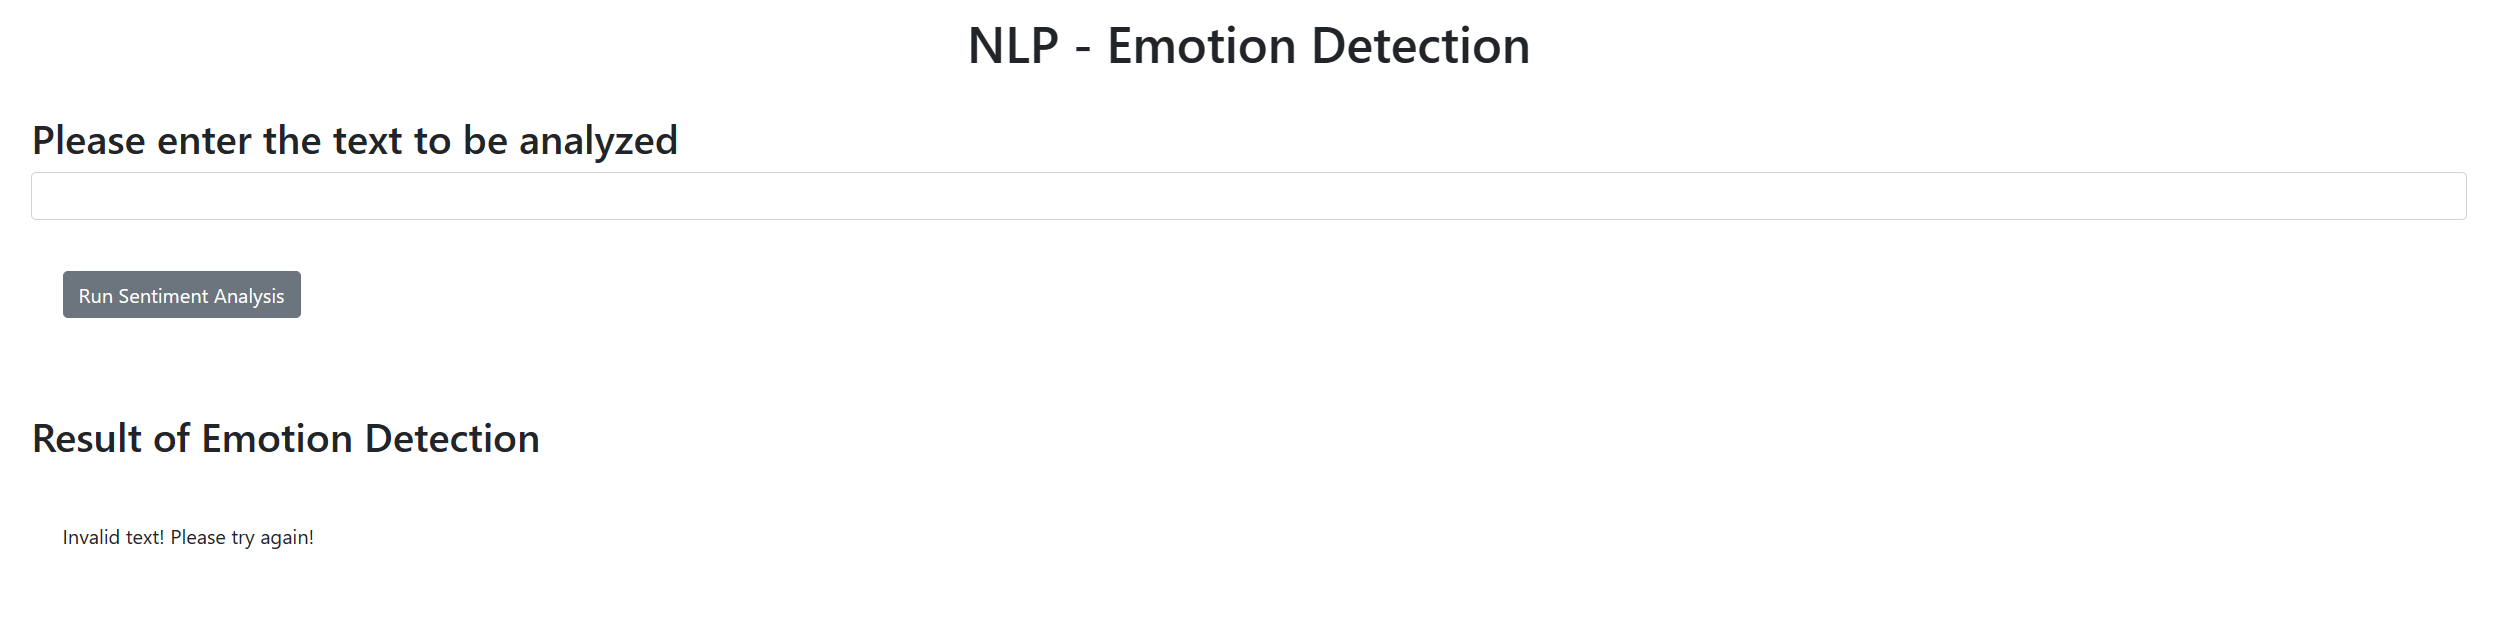 NLP - Emotion Detection
Please enter the text to be analyzed
Run Sentiment Analysis
Result of Emotion Detection
Invalid text! Please try again!